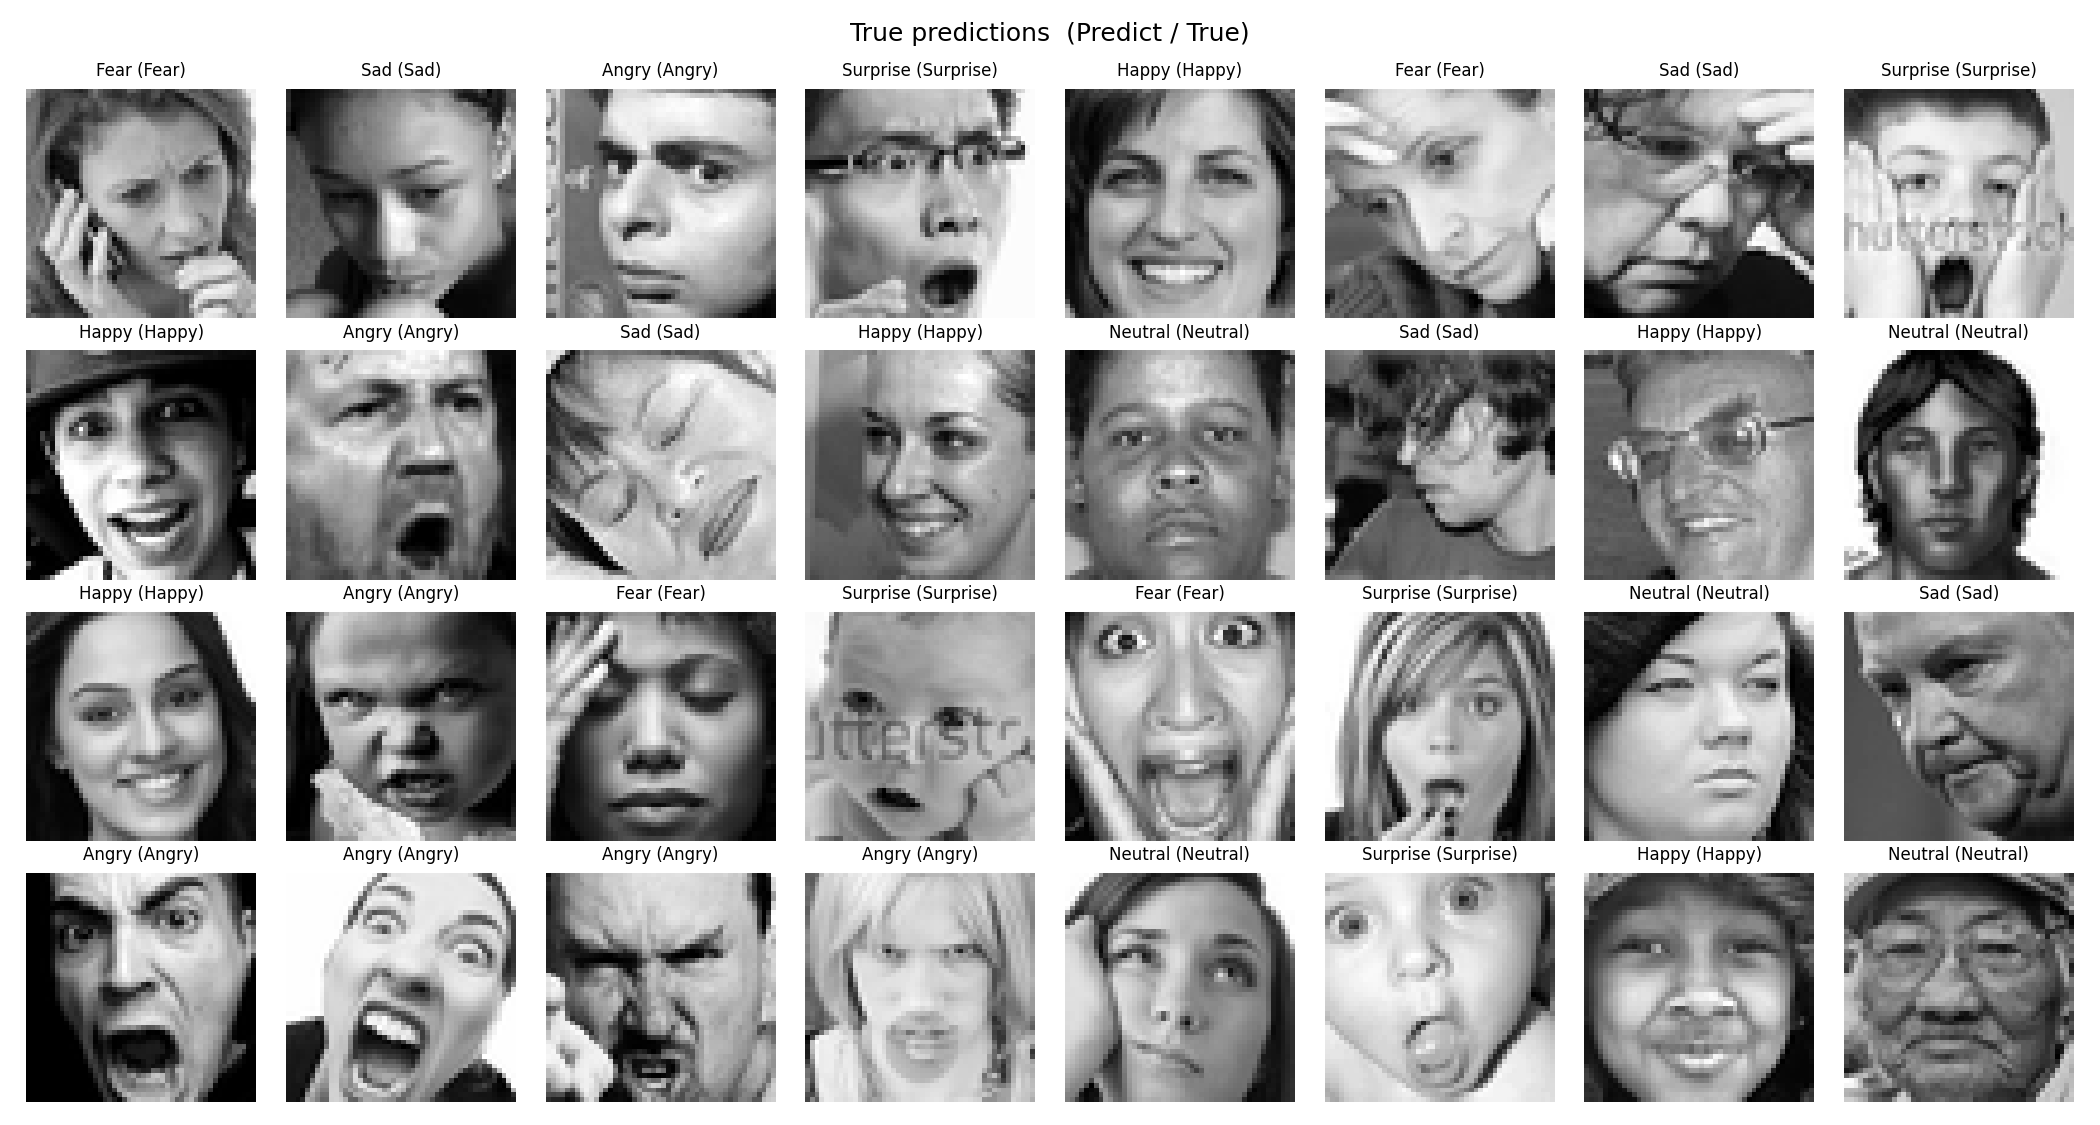 True predictions  (Predict / True)
Fear (Fear) Sad (Sad) Angry (Angry) Surprise (Surprise) Happy (Happy) Fear (Fear) Sad (Sad) Surprise (Surprise)
hutterstock
Happy (Happy) Angry (Angry) Sad (Sad) Happy (Happy) Neutral (Neutral) Sad (Sad) Happy (Happy) Neutral (Neutral)
Happy (Happy) Angry (Angry) Fear (Fear) Surprise (Surprise) Fear (Fear) Surprise (Surprise) Neutral (Neutral) Sad (Sad)
utterst
Angry (Angry) Angry (Angry) Angry (Angry) Angry (Angry) Neutral (Neutral) Surprise (Surprise) Happy (Happy) Neutral (Neutral)